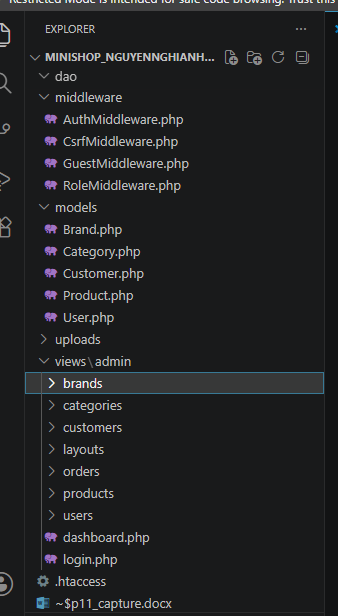 Restricted Mode is intended for safe code browsing. Trust this
EXPLORER
MINISHOP_NGUYENNGHIANH...
dao
middleware
AuthMiddleware.php
CsrfMiddleware.php
GuestMiddleware.php
RoleMiddleware.php
models
Brand.php
Category.php
Customer.php
Product.php
User.php
uploads
views\admin
brands
categories
customers
layouts
orders
products
users
dashboard.php
login.php
.htaccess
~$p11_capture.docx